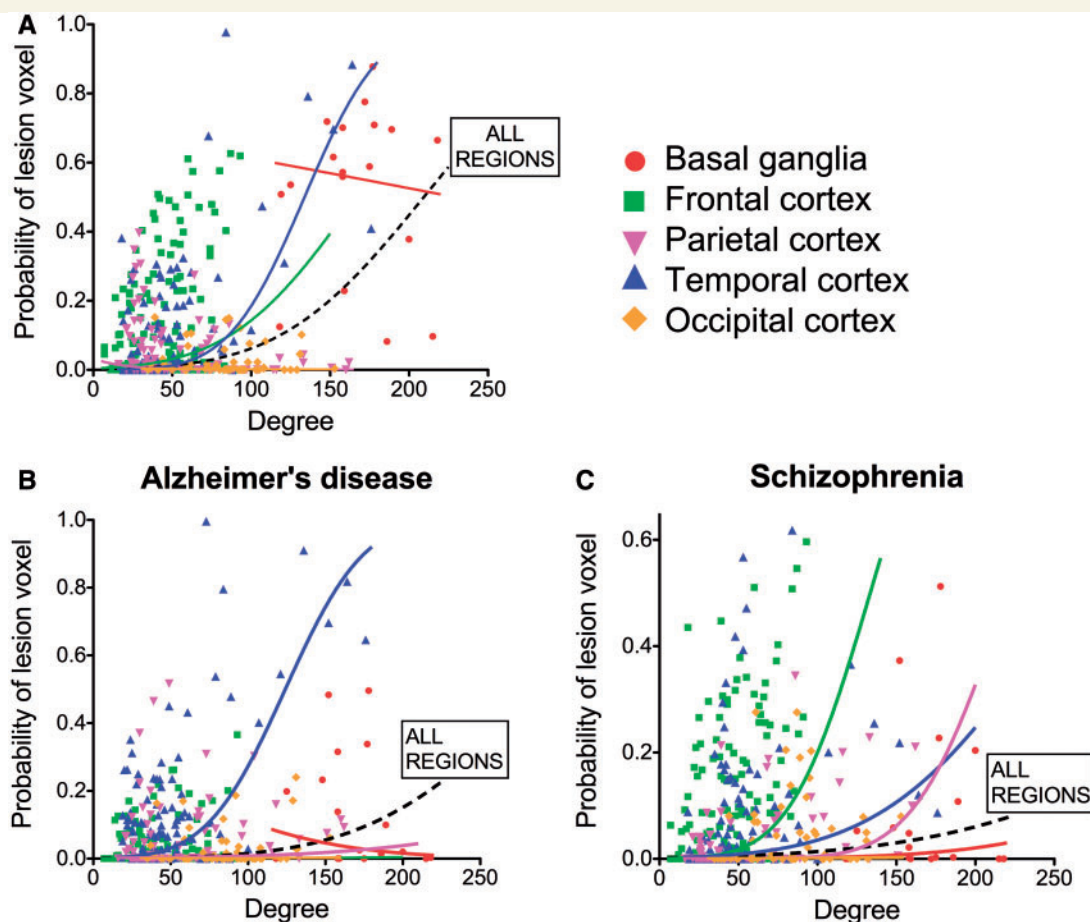 A
1.0
0.8
0.6
0.4
0.2
0.0
Probability of lesion voxel
0 50 100 150 200 250
Degree
ALL
REGIONS
Basal ganglia
Frontal cortex
Parietal cortex
Temporal cortex
Occipital cortex
B
Alzheimer's disease
1.0
0.8
0.6
0.4
0.2
0.0
Probability of lesion voxel
0 50 100 150 200 250
Degree
ALL
REGIONS
C
Schizophrenia
0.6
0.4
0.2
0.0
Probability of lesion voxel
0 50 100 150 200 250
Degree
ALL
REGIONS